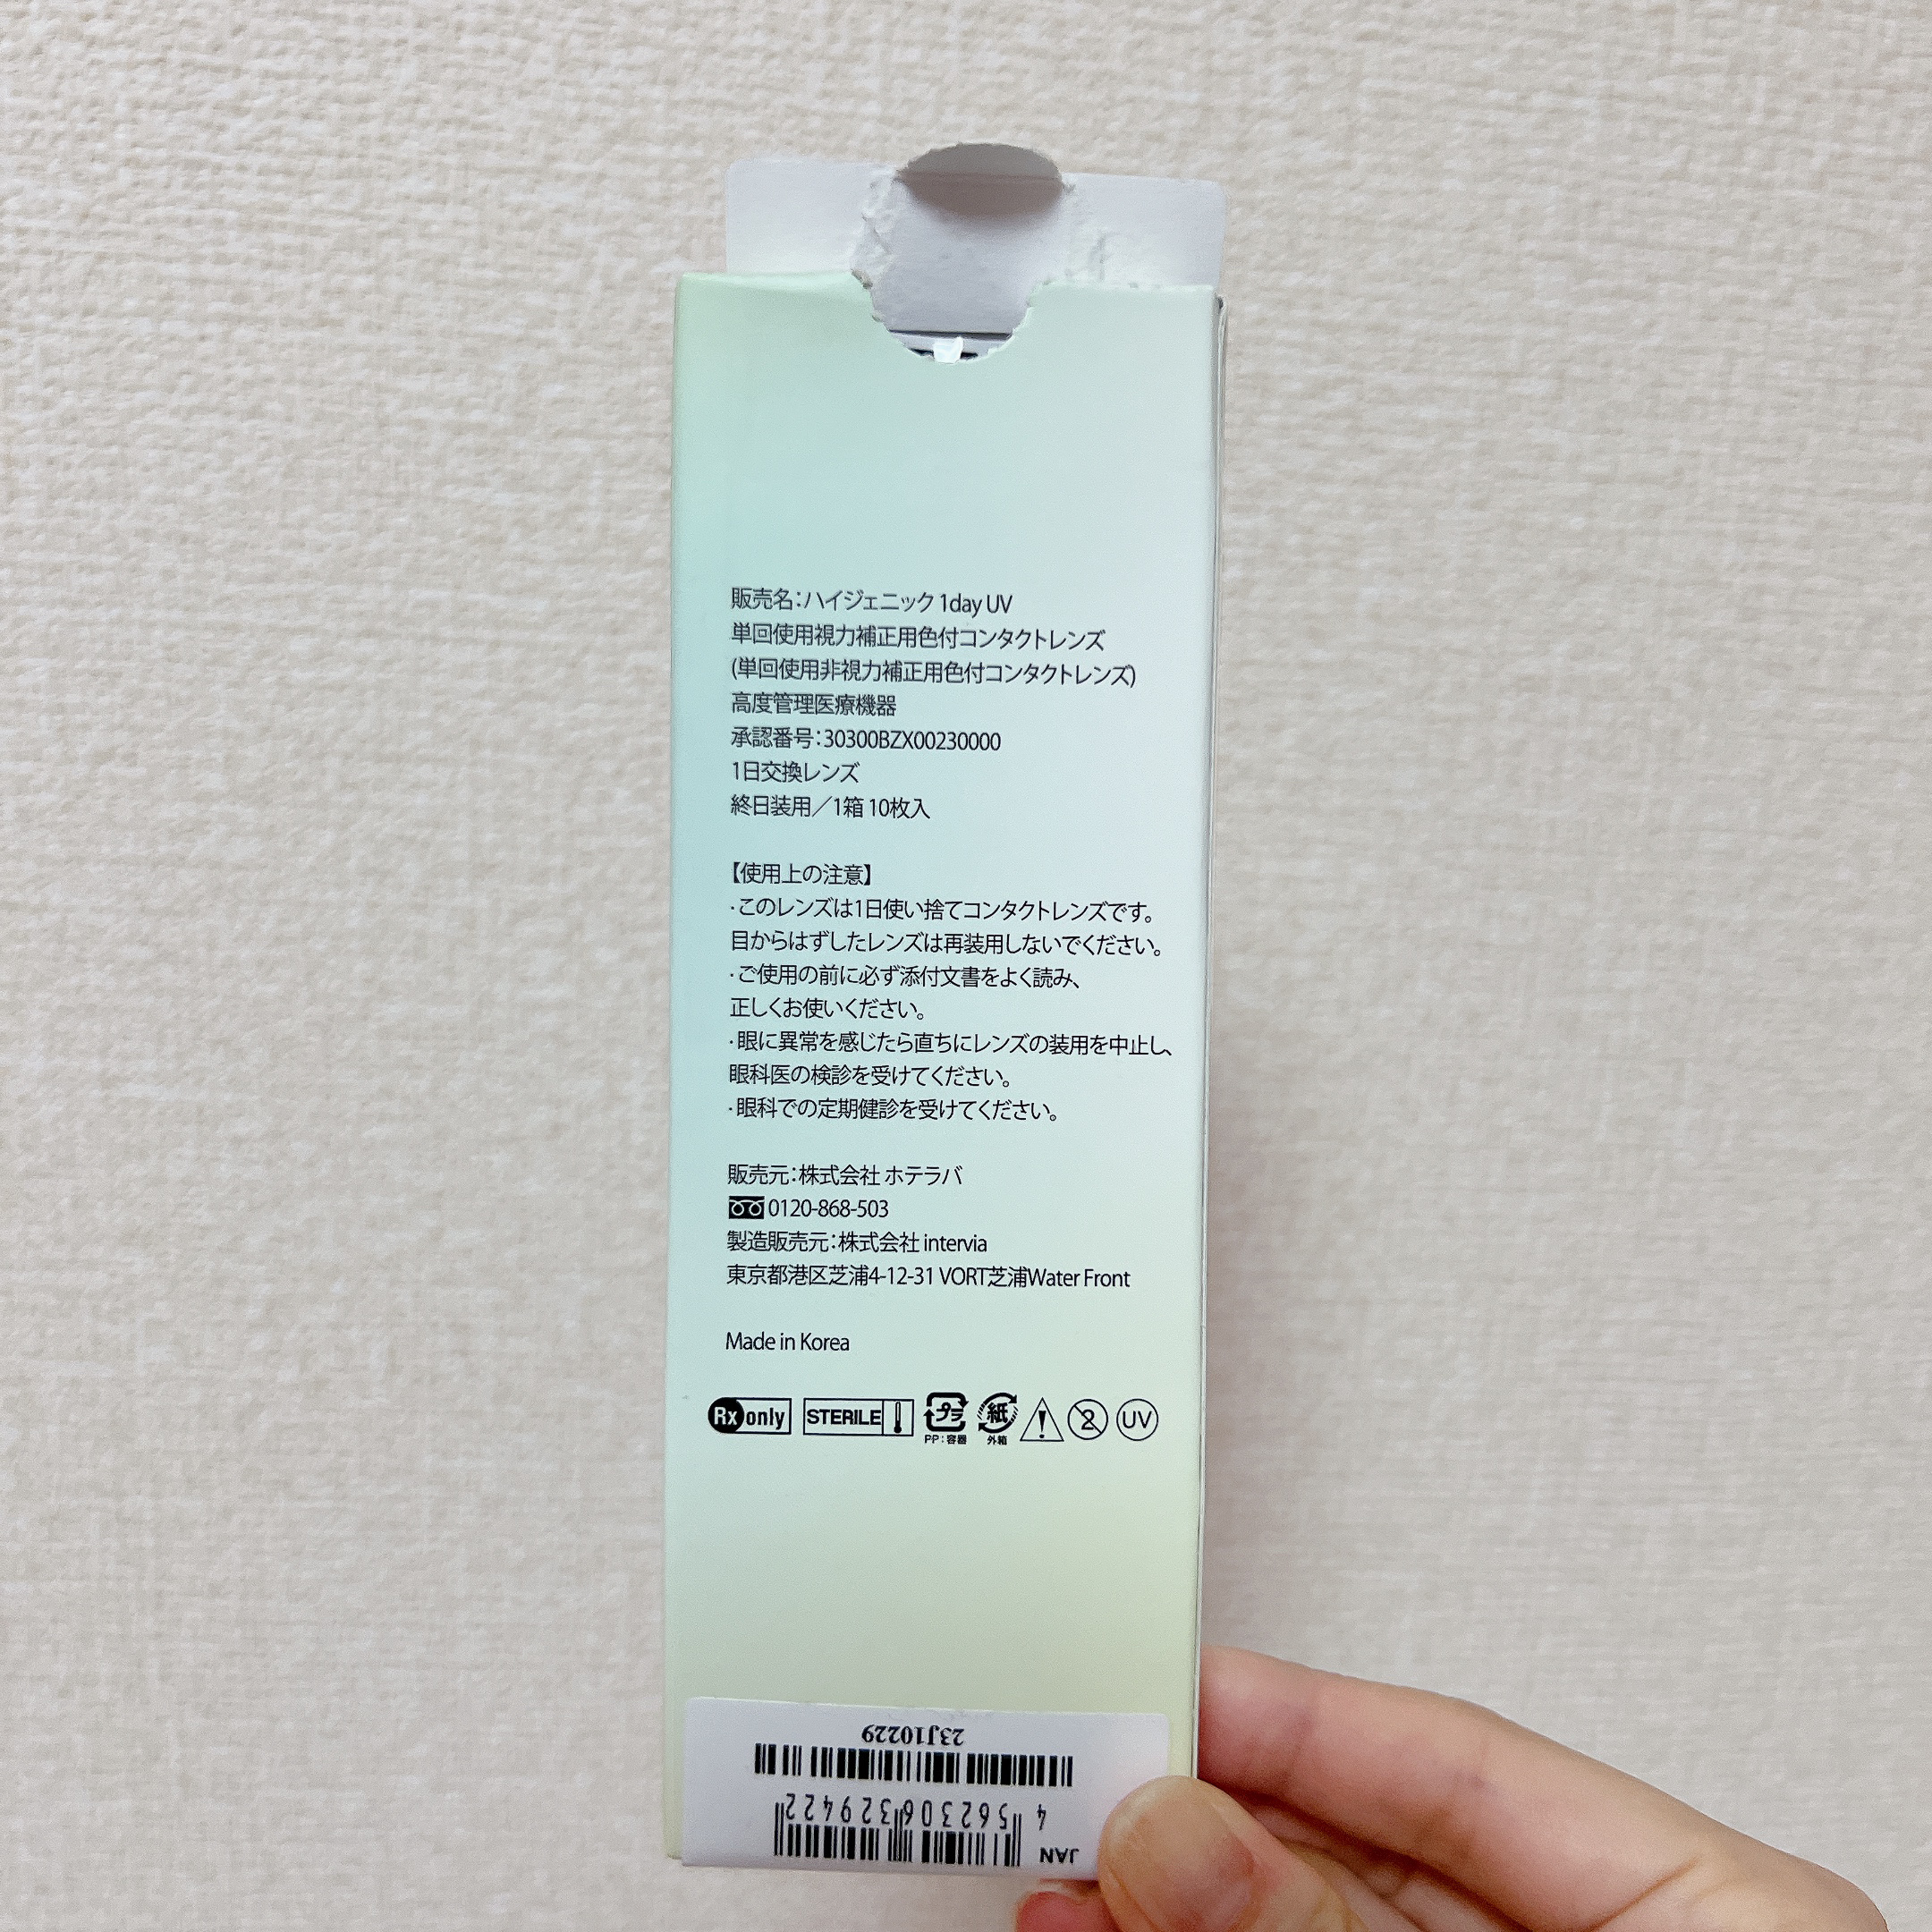 販売名：ハイジェニック 1day UV
単回使用視力補正用色付コンタクトレンズ
(単回使用非視力補正用色付コンタクトレンズ)
高度管理医療機器
承認番号：30300BZX00230000
1日交換レンズ
終日装用／1箱 10枚入
【使用上の注意】
・このレンズは1日使い捨てコンタクトレンズです。
目からはずしたレンズは再装用しないでください。
・ご使用の前に必ず添付文書をよく読み、
正しくお使いください。
・眼に異常を感じたら直ちにレンズの装用を中止し、
眼科医の検診を受けてください。
・眼科での定期健診を受けてください。
販売元：株式会社 ホテラバ
0120-868-503
製造販売元：株式会社 intervia
東京都港区芝浦4-12-31 VORT芝浦Water Front
Made in Korea
Rx only STERILE プラ 紙 2 UV
PP：容器 外箱
23J10229
4 562306 329422
JAN